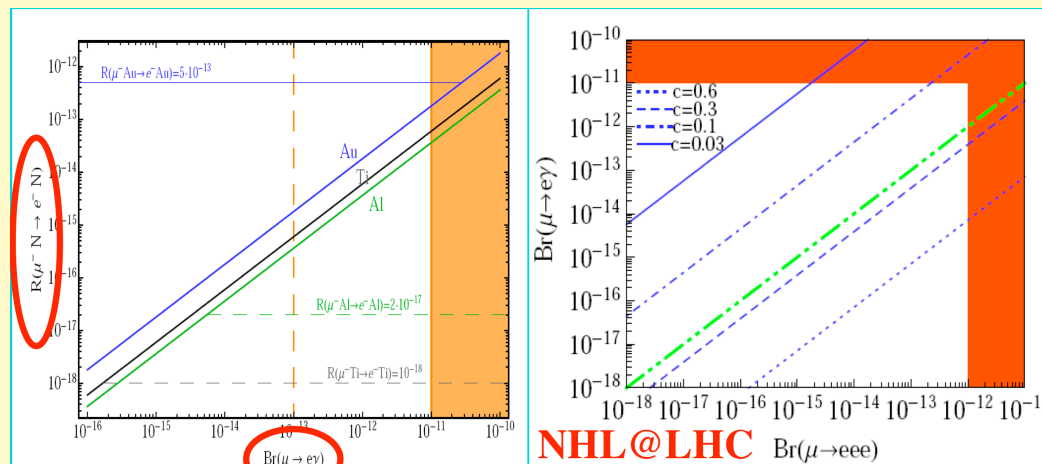 10⁻¹²
10⁻¹³
10⁻¹⁴
10⁻¹⁵
10⁻¹⁶
10⁻¹⁷
10⁻¹⁸
R(μ⁻ N → e⁻ N)
R(μ⁻Au→e⁻Au)=5·10⁻¹³
Au
Ti
Al
R(μ⁻Al→e⁻Al)=2·10⁻¹⁷
R(μ⁻Ti→e⁻Ti)=10⁻¹⁸
10⁻¹⁶ 10⁻¹⁵ 10⁻¹⁴ 10⁻¹³ 10⁻¹² 10⁻¹¹ 10⁻¹⁰
Br(μ → eγ)
10⁻¹⁰
10⁻¹¹
10⁻¹²
10⁻¹³
10⁻¹⁴
10⁻¹⁵
10⁻¹⁶
10⁻¹⁷
10⁻¹⁸
Br(μ→eγ)
c=0.6
c=0.3
c=0.1
c=0.03
10⁻¹⁸ 10⁻¹⁷ 10⁻¹⁶ 10⁻¹⁵ 10⁻¹⁴ 10⁻¹³ 10⁻¹² 10⁻¹
NHL@LHC Br(μ→eee)